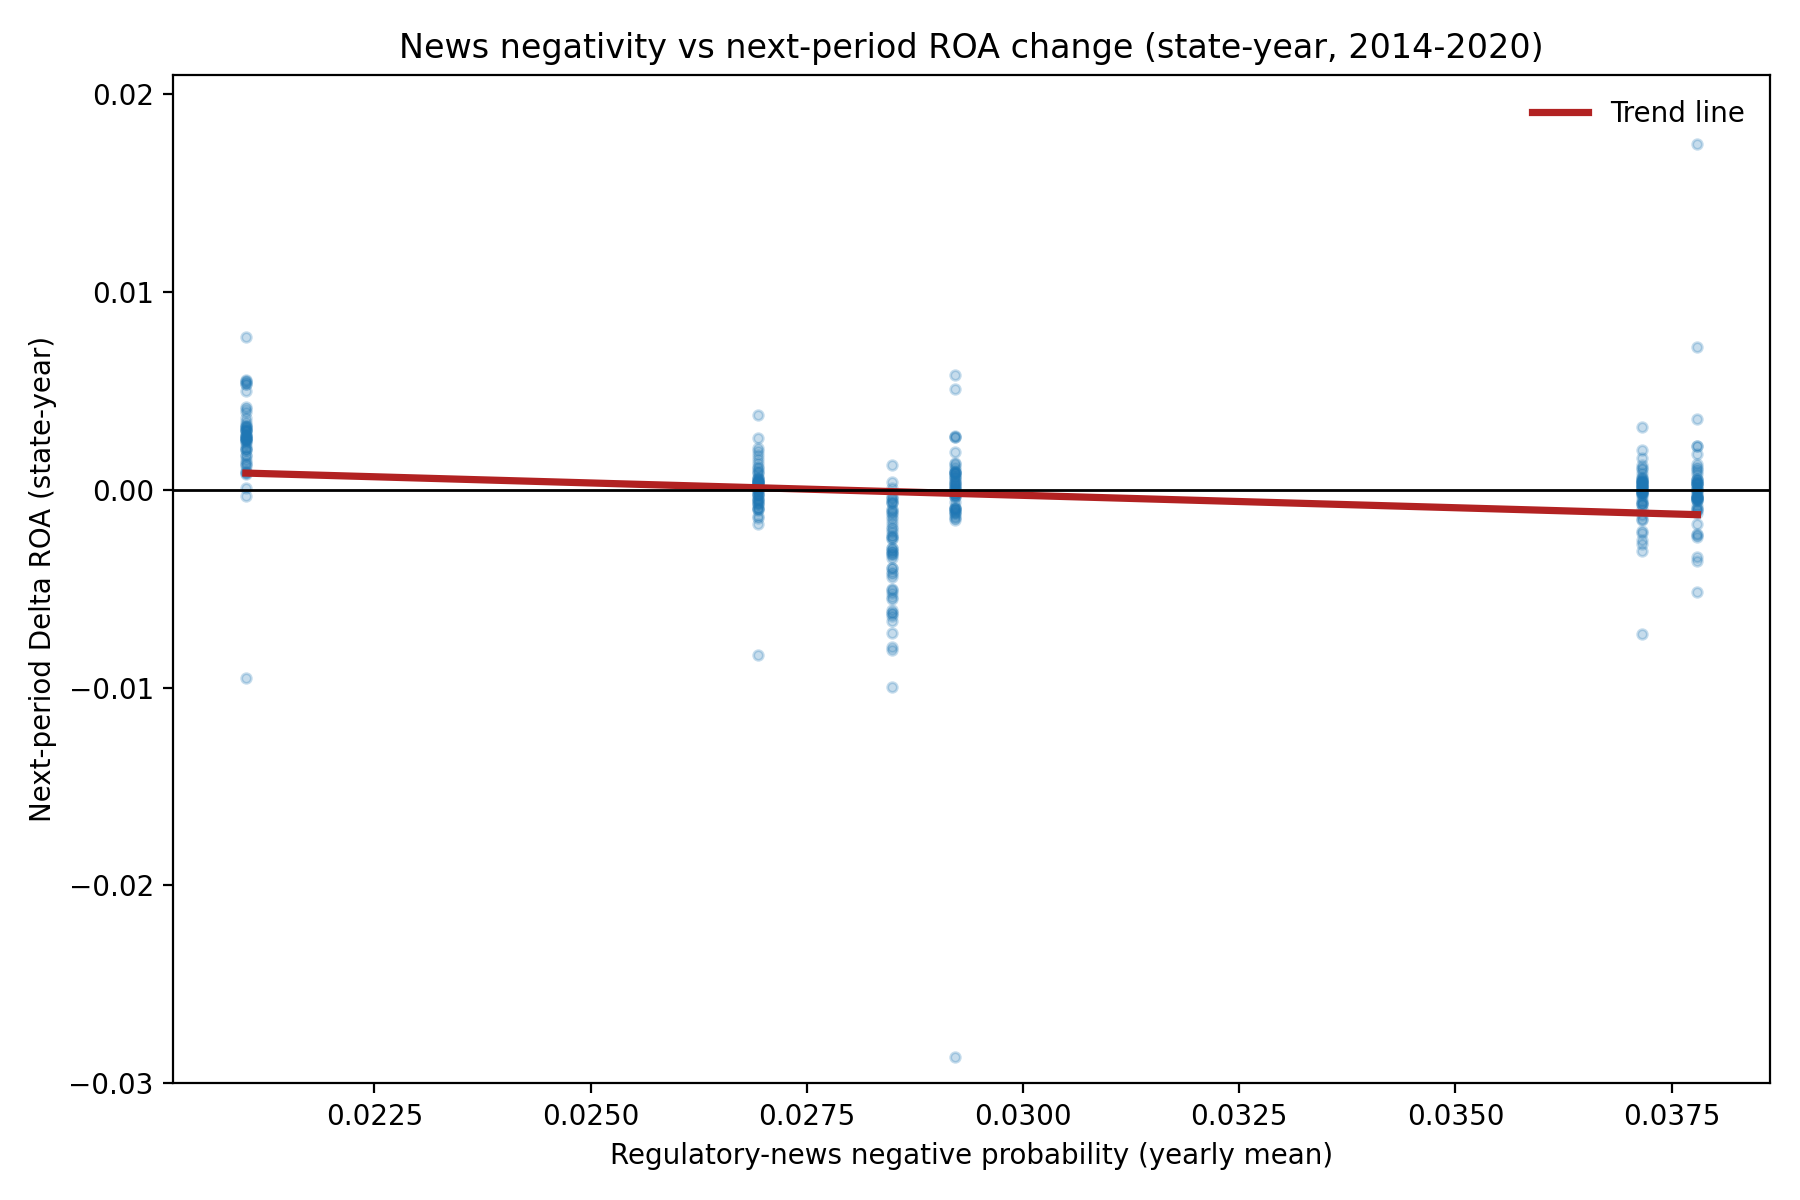 News negativity vs next-period ROA change (state-year, 2014-2020)
Trend line
Next-period Delta ROA (state-year)
0.02
0.01
0.00
−0.01
−0.02
−0.03
0.0225 0.0250 0.0275 0.0300 0.0325 0.0350 0.0375
Regulatory-news negative probability (yearly mean)